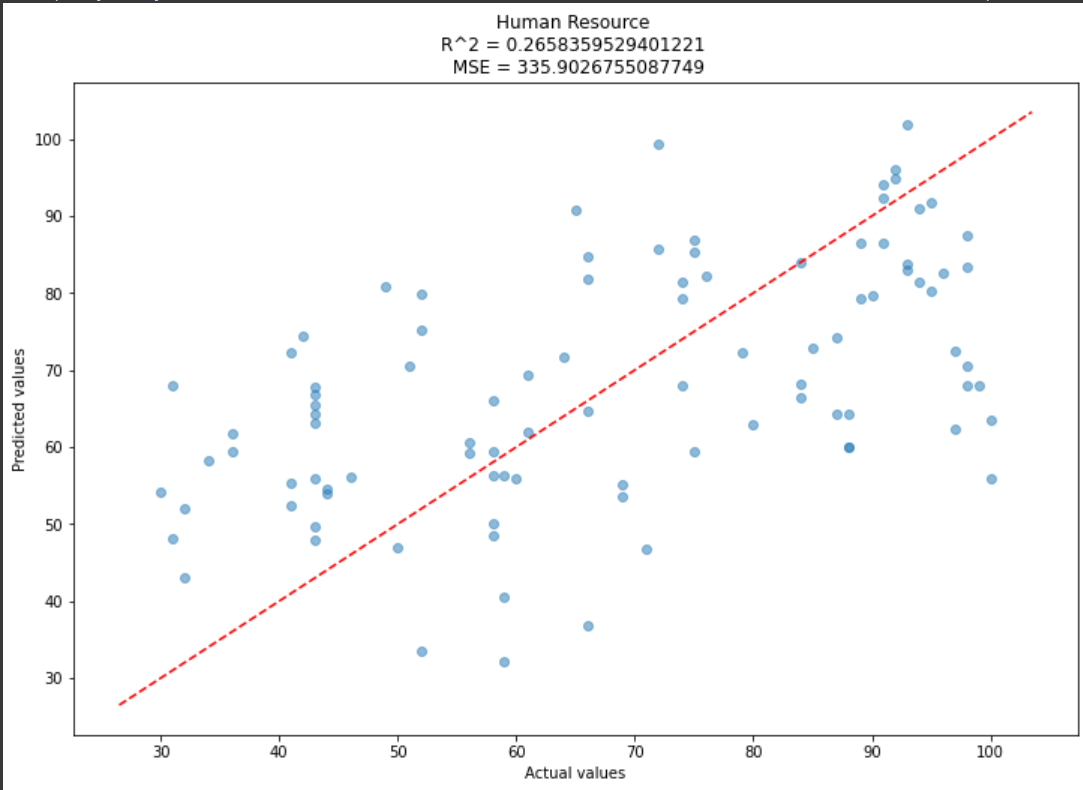 Human Resource
R^2 = 0.2658359529401221
MSE = 335.9026755087749
100
90
80
70
60
50
40
30
Predicted values
30 40 50 60 70 80 90 100
Actual values